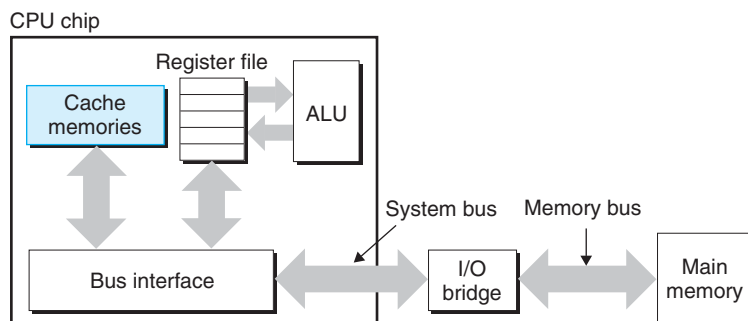 CPU chip
Register file
Cache
memories
ALU
System bus
Memory bus
Bus interface
I/O
bridge
Main
memory